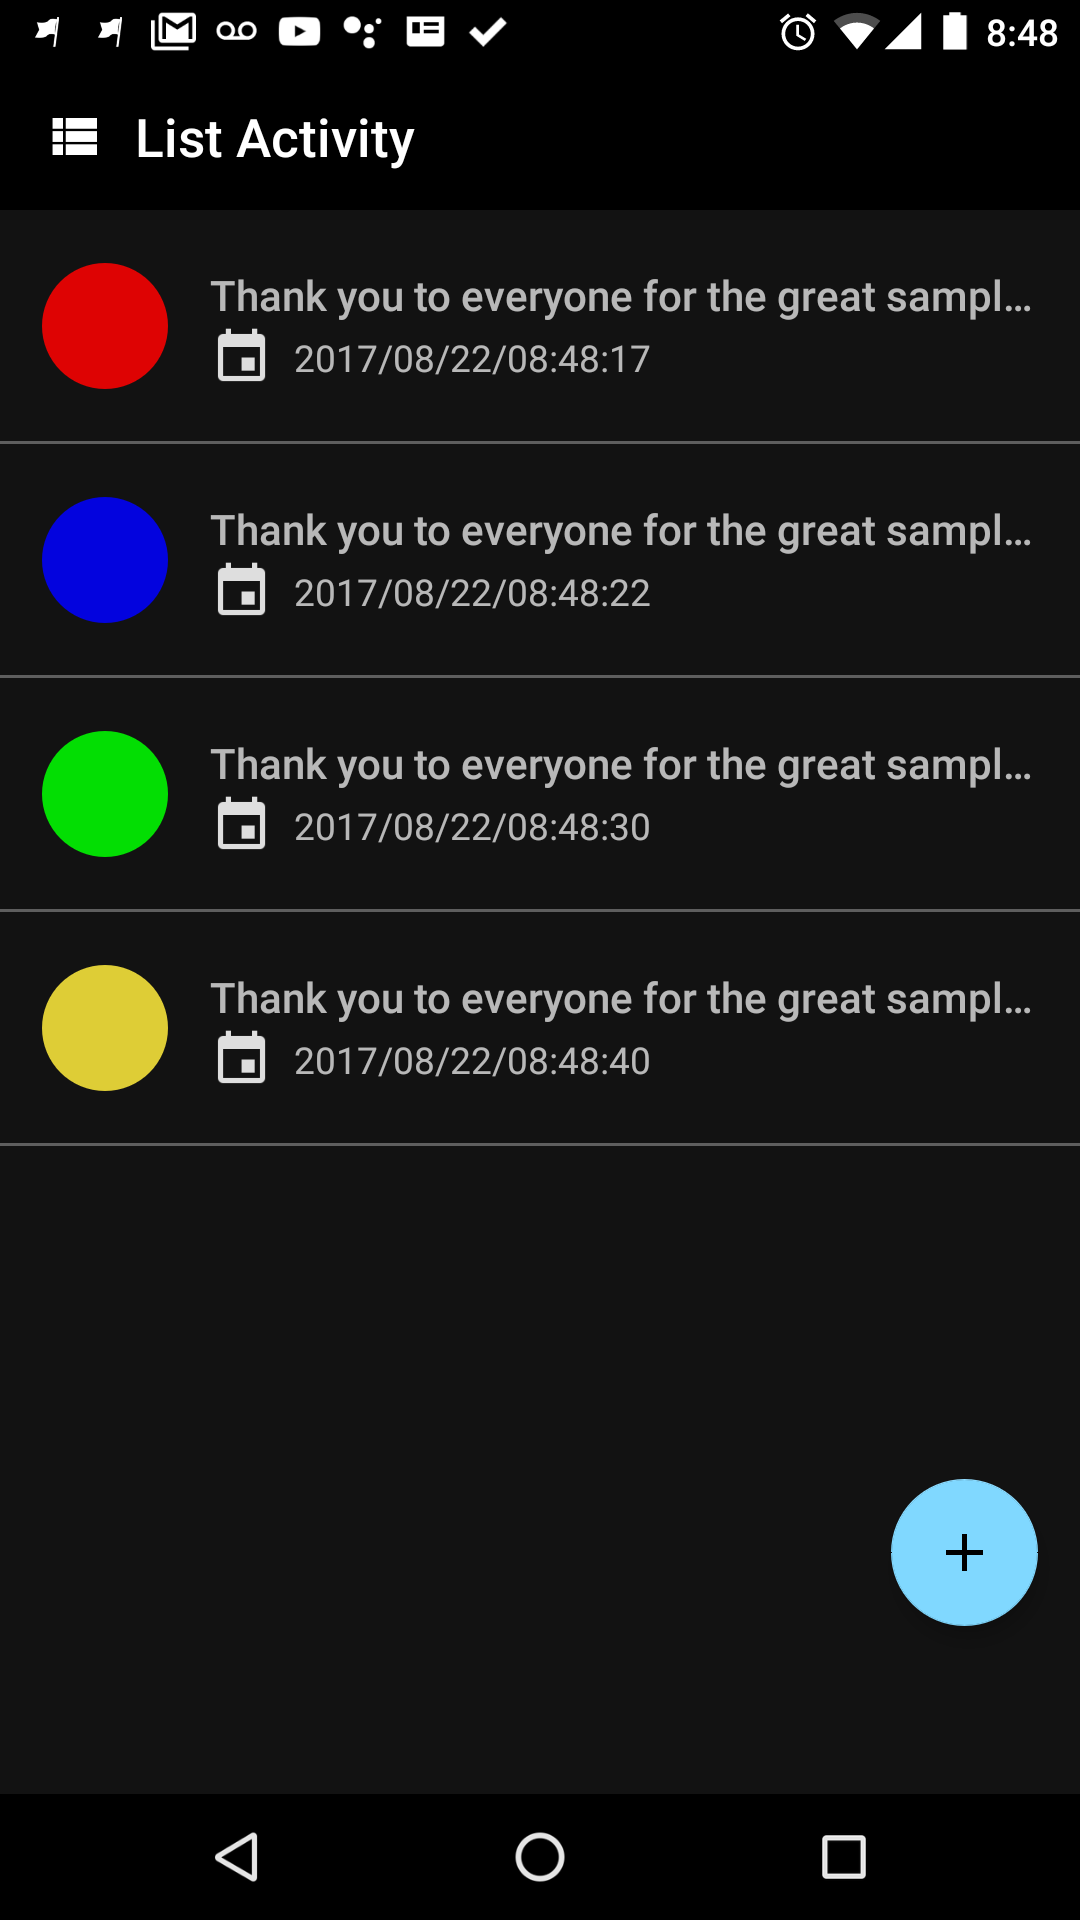 8:48
List Activity
Thank you to everyone for the great sampl...
2017/08/22/08:48:17
Thank you to everyone for the great sampl...
2017/08/22/08:48:22
Thank you to everyone for the great sampl...
2017/08/22/08:48:30
Thank you to everyone for the great sampl...
2017/08/22/08:48:40